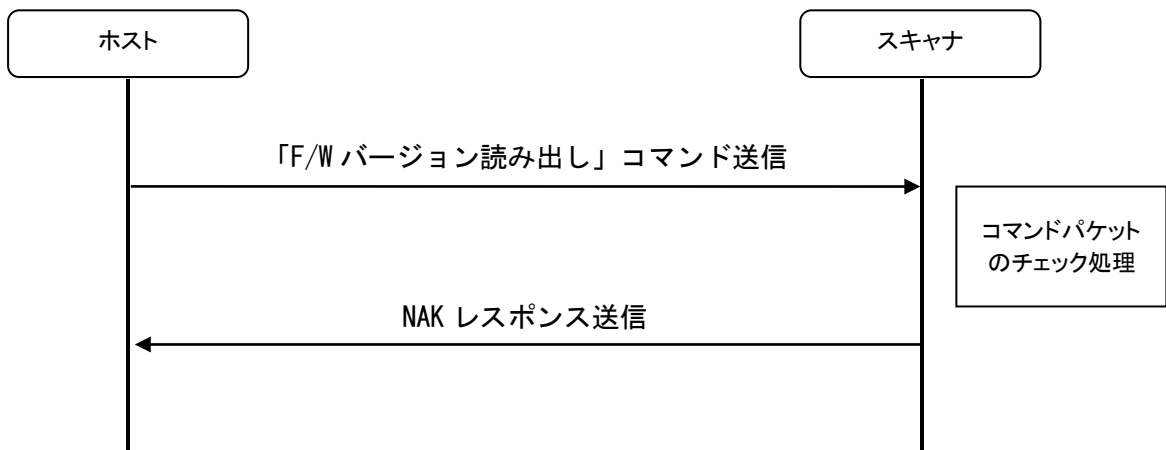 ホスト
スキャナ
「F/W バージョン読み出し」コマンド送信
コマンドパケット
のチェック処理
NAK レスポンス送信